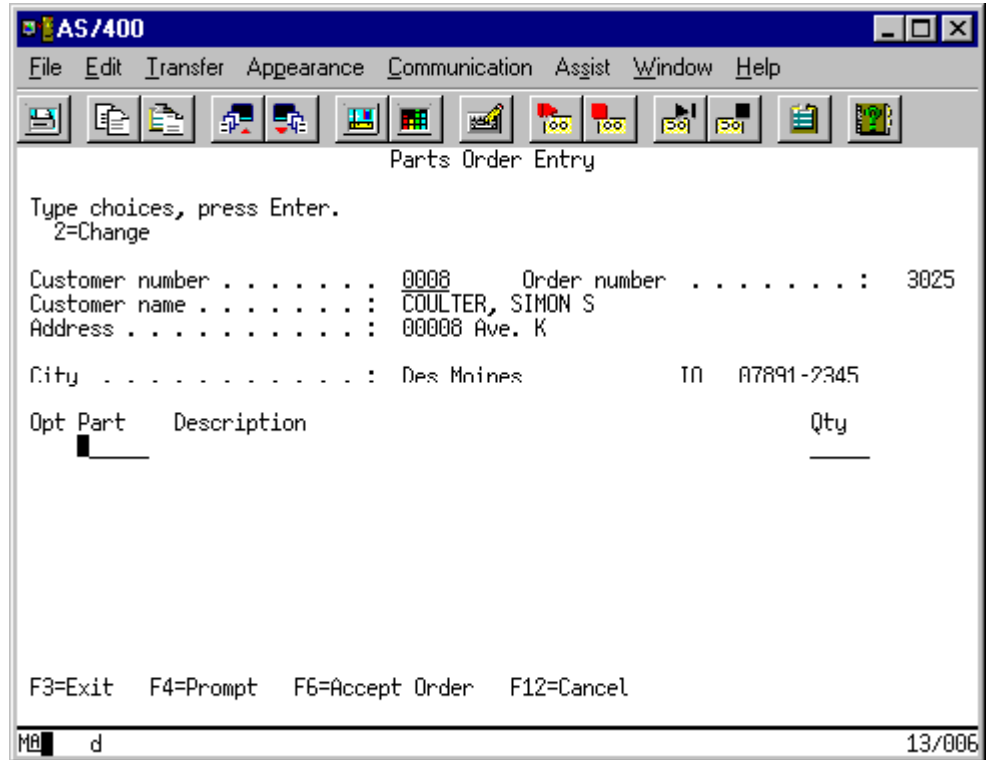 AS/400
File Edit Transfer Appearance Communication Assist Window Help
Parts Order Entry
Type choices, press Enter.
2=Change
Customer number . . . . . . . 0008 Order number . . . . . . . : 3025
Customer name . . . . . . . : COULTER, SIMON S
Address . . . . . . . . . . : 00008 Ave. K
City . . . . . . . . . . . : Des Moines IO 07891-2345
Opt Part Description Qty
F3=Exit F4=Prompt F6=Accept Order F12=Cancel
MA d 13/006